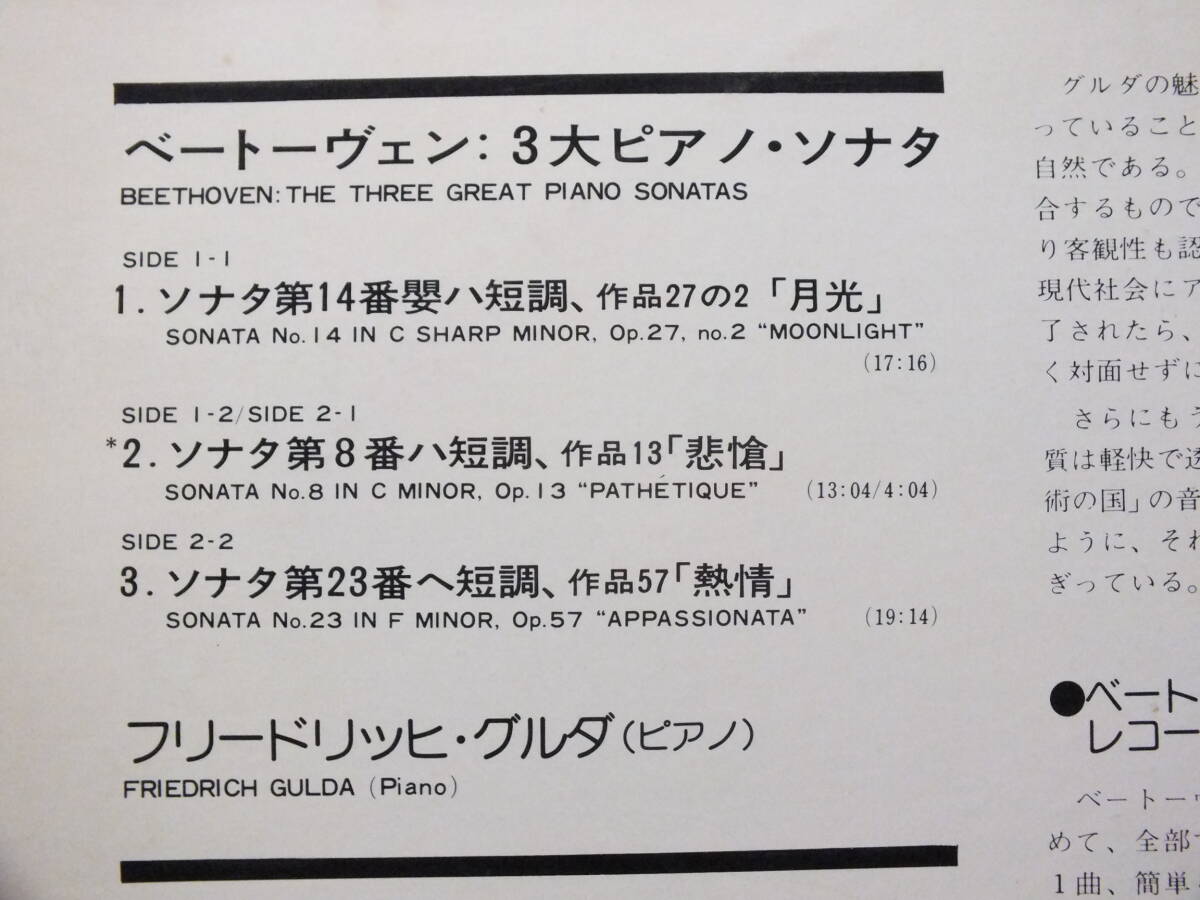 ベートーヴェン：3大ピアノ・ソナタ
BEETHOVEN: THE THREE GREAT PIANO SONATAS
SIDE 1-1
1. ソナタ第14番嬰ハ短調、作品27の2「月光」
SONATA No.14 IN C SHARP MINOR, Op.27, no.2 “MOONLIGHT”
(17:16)
SIDE 1-2/SIDE 2-1
*2. ソナタ第8番ハ短調、作品13「悲愴」
SONATA No.8 IN C MINOR, Op.13 “PATHÉTIQUE” (13:04/4:04)
SIDE 2-2
3. ソナタ第23番ヘ短調、作品57「熱情」
SONATA No.23 IN F MINOR, Op.57 “APPASSIONATA” (19:14)
フリードリッヒ・グルダ(ピアノ)
FRIEDRICH GULDA (Piano)
グルダの魅
っていること
自然である。
合するもので
り客観性も認
現代社会にア
了されたら、
く対面せずに
さらにもう
質は軽快で透
術の国」の音
ように、それ
ぎっている。
●ベート
レコー
ベートーヴ
めて、全部で
1曲、簡単